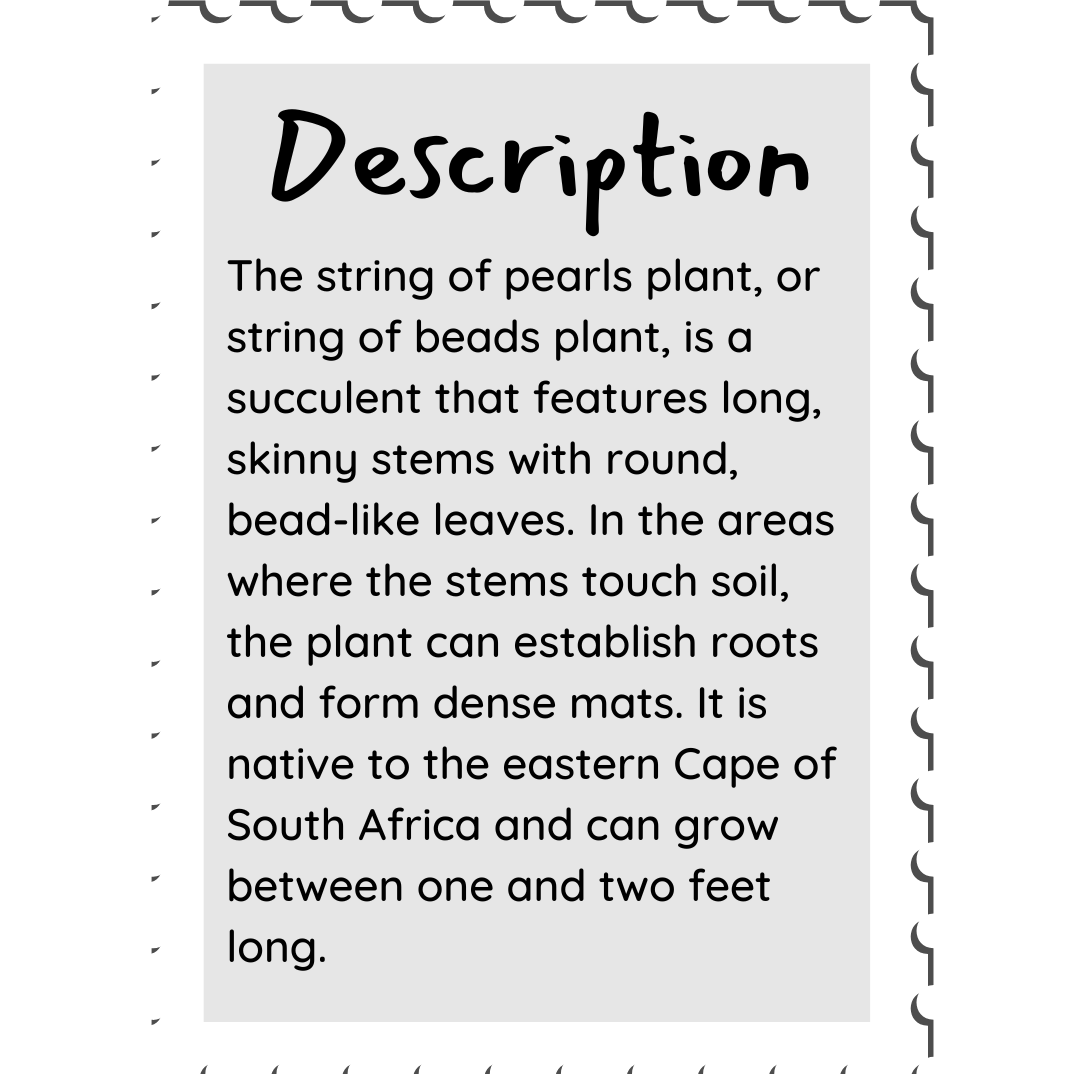 Description
The string of pearls plant, or
string of beads plant, is a
succulent that features long,
skinny stems with round,
bead-like leaves. In the areas
where the stems touch soil,
the plant can establish roots
and form dense mats. It is
native to the eastern Cape of
South Africa and can grow
between one and two feet
long.